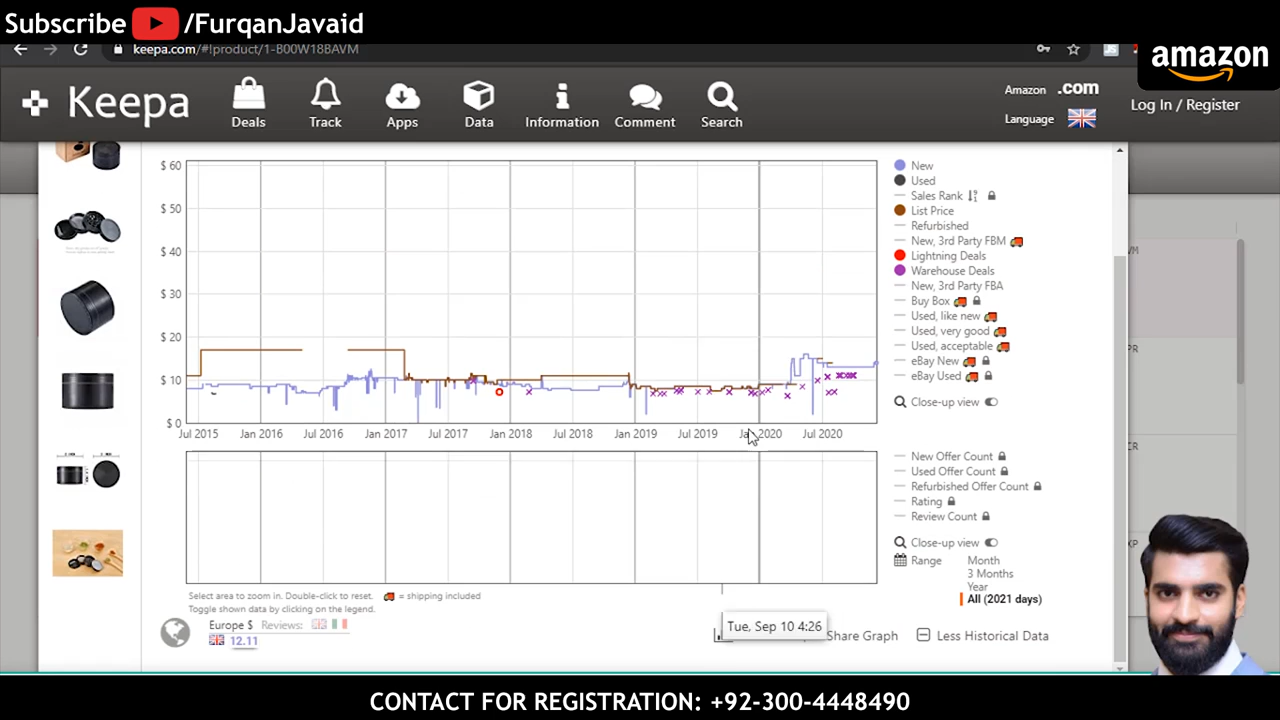 Subscribe /FurqanJavaid
keepa.com/#!product/1-B00W18BAVM
amazon
Keepa
Deals
Track
Apps
Data
Information
Comment
Search
Amazon .com
Language
Log In / Register
$ 60
$ 50
$ 40
$ 30
$ 20
$ 10
$ 0
Jul 2015 Jan 2016 Jul 2016 Jan 2017 Jul 2017 Jan 2018 Jul 2018 Jan 2019 Jul 2019 Jan 2020 Jul 2020
New
Used
Sales Rank
List Price
Refurbished
New, 3rd Party FBM
Lightning Deals
Warehouse Deals
New, 3rd Party FBA
Buy Box
Used, like new
Used, very good
Used, acceptable
eBay New
eBay Used
Close-up view
New Offer Count
Used Offer Count
Refurbished Offer Count
Rating
Review Count
Close-up view
Range
Month
3 Months
Year
All (2021 days)
Select area to zoom in. Double-click to reset. = shipping included
Toggle shown data by clicking on the legend.
Europe $ Reviews:
12.11
Tue, Sep 10 4:26
Share Graph
Less Historical Data
VM
PR
IR
XP
CONTACT FOR REGISTRATION: +92-300-4448490